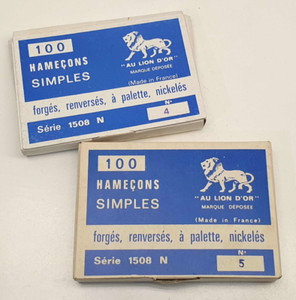 100
HAMEÇONS
SIMPLES
"AU LION D'OR"
MARQUE DÉPOSÉE
(Made in France)
forgés, renversés, à palette, nickelés
Série 1508 N
N°
4
100
HAMEÇONS
SIMPLES
"AU LION D'OR"
MARQUE DEPOSÉE
(Made in France)
forgés, renversés, à palette, nickelés
Série 1508 N
N°
5